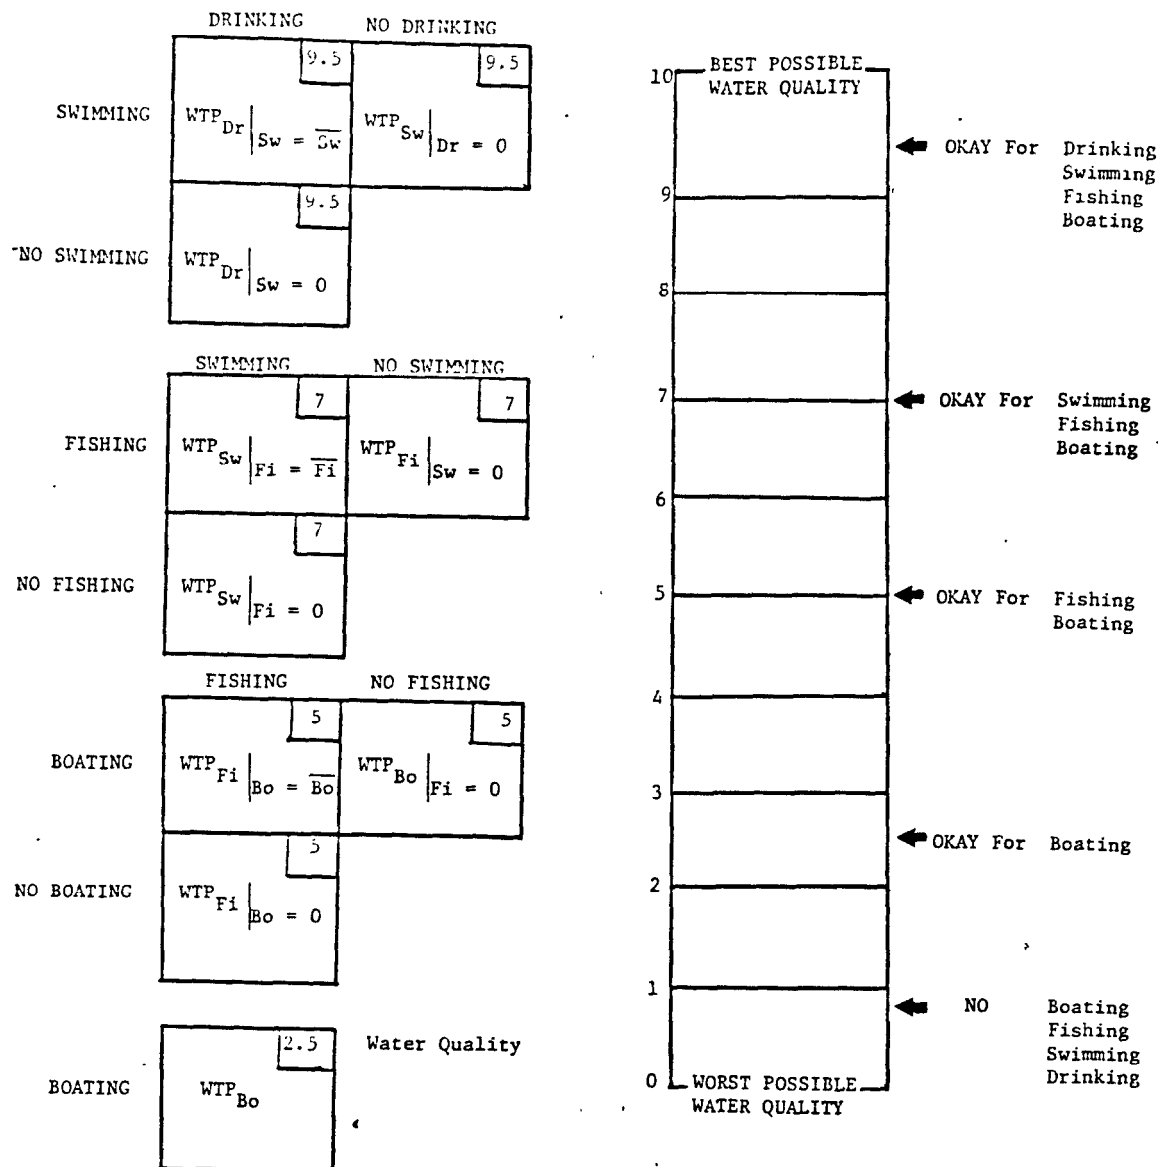 DRINKING NO DRINKING
SWIMMING
9.5
WTP Dr | Sw = S̅w̅
9.5
WTP Sw | Dr = 0
NO SWIMMING
9.5
WTP Dr | Sw = 0
SWIMMING NO SWIMMING
FISHING
7
WTP Sw | Fi = F̅i̅
7
WTP Fi | Sw = 0
NO FISHING
7
WTP Sw | Fi = 0
FISHING NO FISHING
BOATING
5
WTP Fi | Bo = B̅o̅
5
WTP Bo | Fi = 0
NO BOATING
5
WTP Fi | Bo = 0
BOATING
2.5
WTP Bo
Water Quality
10
BEST POSSIBLE
WATER QUALITY
OKAY For Drinking
Swimming
Fishing
Boating
9
8
7
OKAY For Swimming
Fishing
Boating
6
5
OKAY For Fishing
Boating
4
3
OKAY For Boating
2
1
NO Boating
Fishing
Swimming
Drinking
0
WORST POSSIBLE
WATER QUALITY